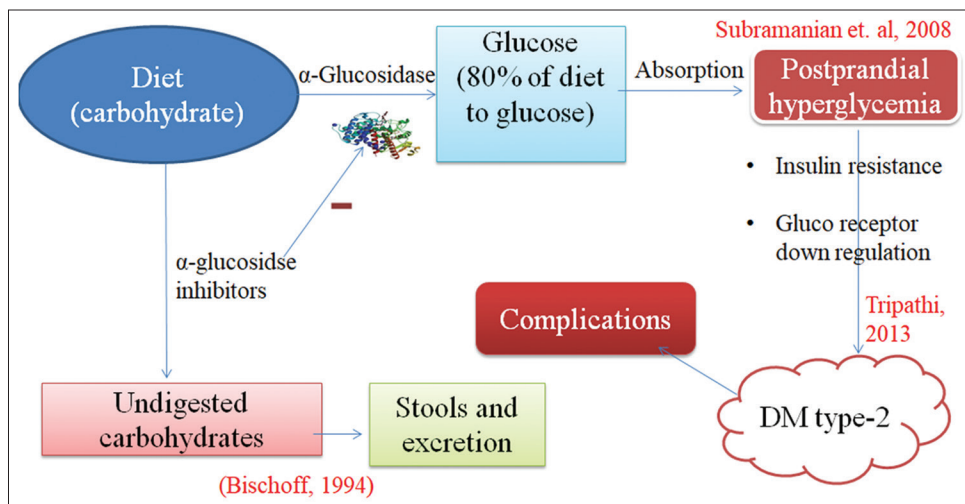 Subramanian et. al, 2008
Diet
(carbohydrate)
α-Glucosidase
Glucose
(80% of diet
to glucose)
Absorption
Postprandial
hyperglycemia
• Insulin resistance
• Gluco receptor
down regulation
α-glucosidse
inhibitors
Complications
Tripathi,
2013
DM type-2
Undigested
carbohydrates
Stools and
excretion
(Bischoff, 1994)